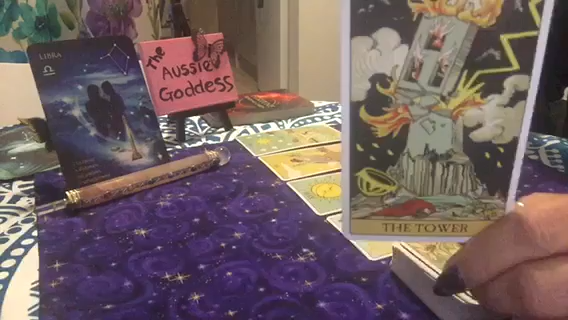 LIBRA
The
AUSSie
GoddeSS
THE TOWER